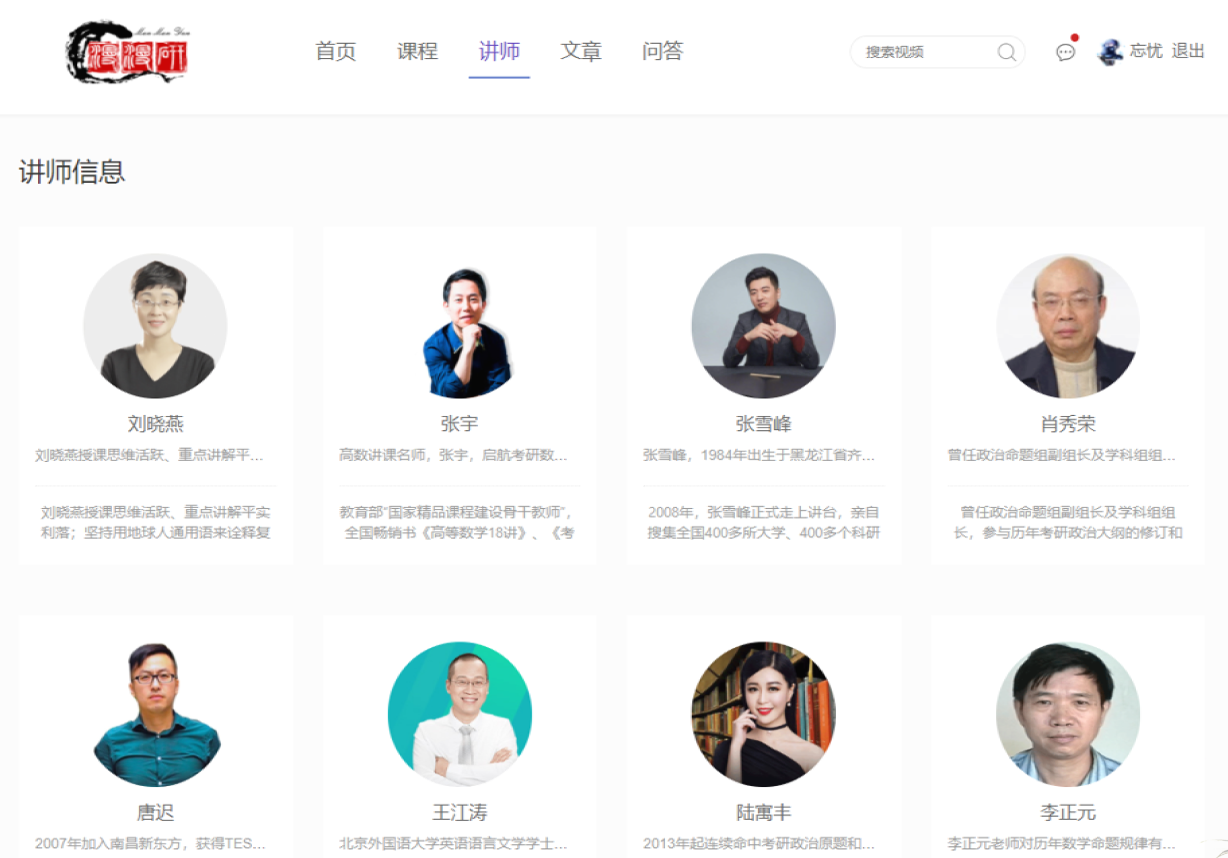 Man Man Yan
漫漫研
首页 课程 讲师 文章 问答
搜索视频
忘忧 退出
讲师信息
刘晓燕
刘晓燕授课思维活跃、重点讲解平...
刘晓燕授课思维活跃、重点讲解平实
利落；坚持用地球人通用语来诠释复
张宇
高数讲课名师，张宇，启航考研数...
教育部“国家精品课程建设骨干教师”，
全国畅销书《高等数学18讲》、《考
张雪峰
张雪峰，1984年出生于黑龙江省齐...
2008年，张雪峰正式走上讲台，亲自
搜集全国400多所大学、400多个科研
肖秀荣
曾任政治命题组副组长及学科组组...
曾任政治命题组副组长及学科组组
长，参与历年考研政治大纲的修订和
唐迟
2007年加入南昌新东方，获得TES...
王江涛
北京外国语大学英语语言文学学士...
陆寓丰
2013年起连续命中考研政治原题和...
李正元
李正元老师对历年数学命题规律有...